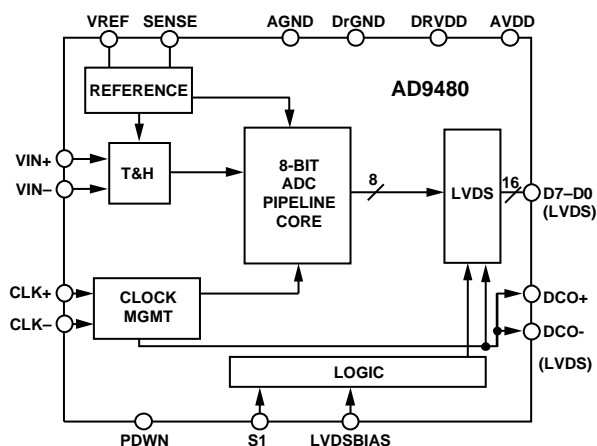 VREF SENSE AGND DrGND DRVDD AVDD
REFERENCE
AD9480
VIN+
VIN–
T&H
8-BIT
ADC
PIPELINE
CORE
8
LVDS
16
D7–D0
(LVDS)
CLK+
CLK–
CLOCK
MGMT
DCO+
DCO-
(LVDS)
LOGIC
PDWN S1 LVDSBIAS